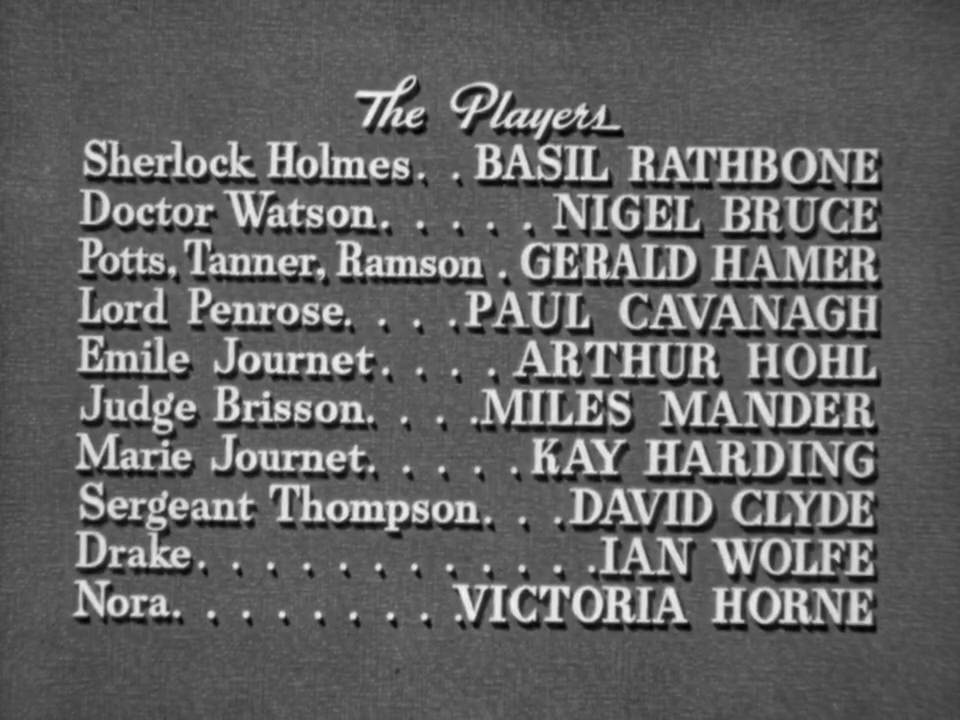 The Players
Sherlock Holmes. . BASIL RATHBONE
Doctor Watson. . . . . NIGEL BRUCE
Potts, Tanner, Ramson . GERALD HAMER
Lord Penrose. . . . PAUL CAVANAGH
Emile Journet. . . . ARTHUR HOHL
Judge Brisson. . . . MILES MANDER
Marie Journet. . . . . KAY HARDING
Sergeant Thompson. . . DAVID CLYDE
Drake. . . . . . . . . . . . IAN WOLFE
Nora. . . . . . . . . VICTORIA HORNE